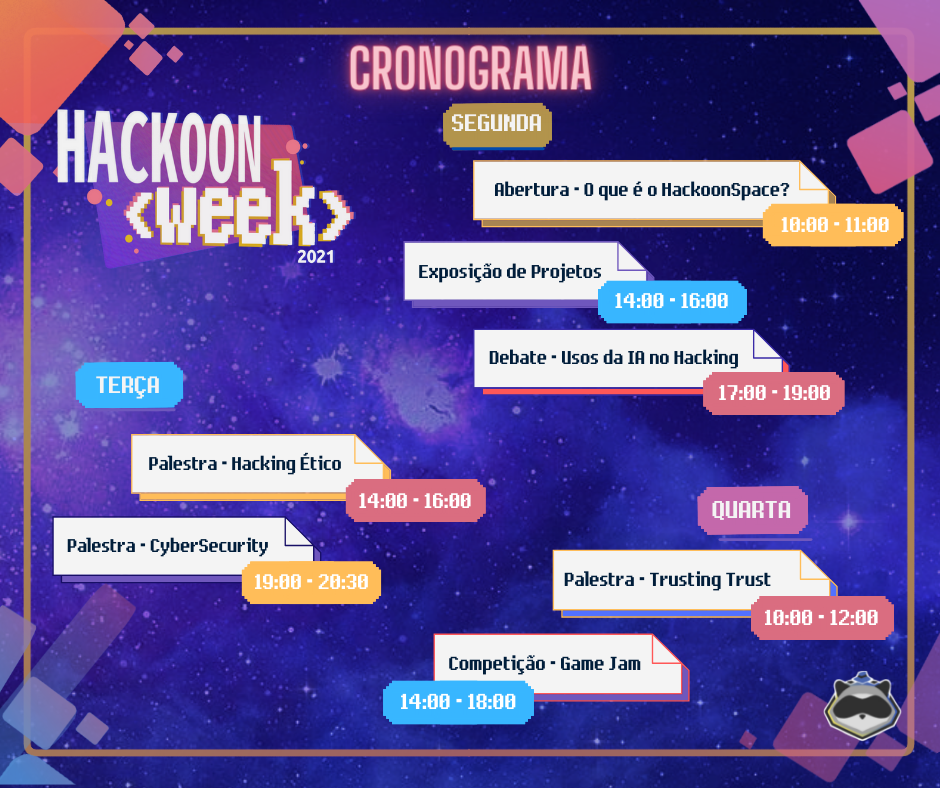 CRONOGRAMA
HACKOON
<week>
2021
SEGUNDA
Abertura - O que é o HackoonSpace?
10:00 - 11:00
Exposição de Projetos
14:00 - 16:00
Debate - Usos da IA no Hacking
17:00 - 19:00
TERÇA
Palestra - Hacking Ético
14:00 - 16:00
Palestra - CyberSecurity
19:00 - 20:30
QUARTA
Palestra - Trusting Trust
10:00 - 12:00
Competição - Game Jam
14:00 - 18:00